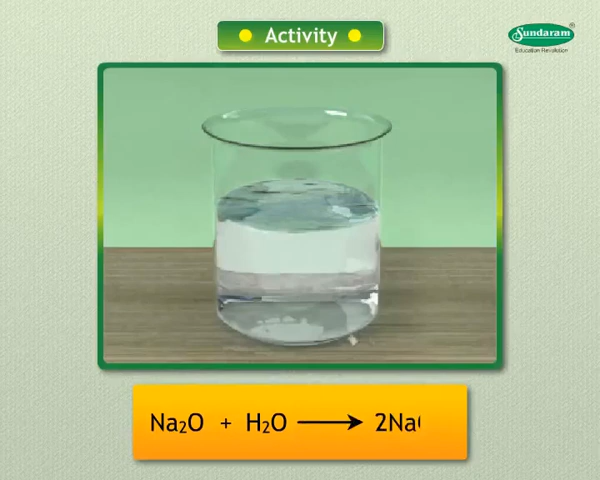 Activity
Sundaram®
Education Revolution
Na₂O + H₂O ⟶ 2Na